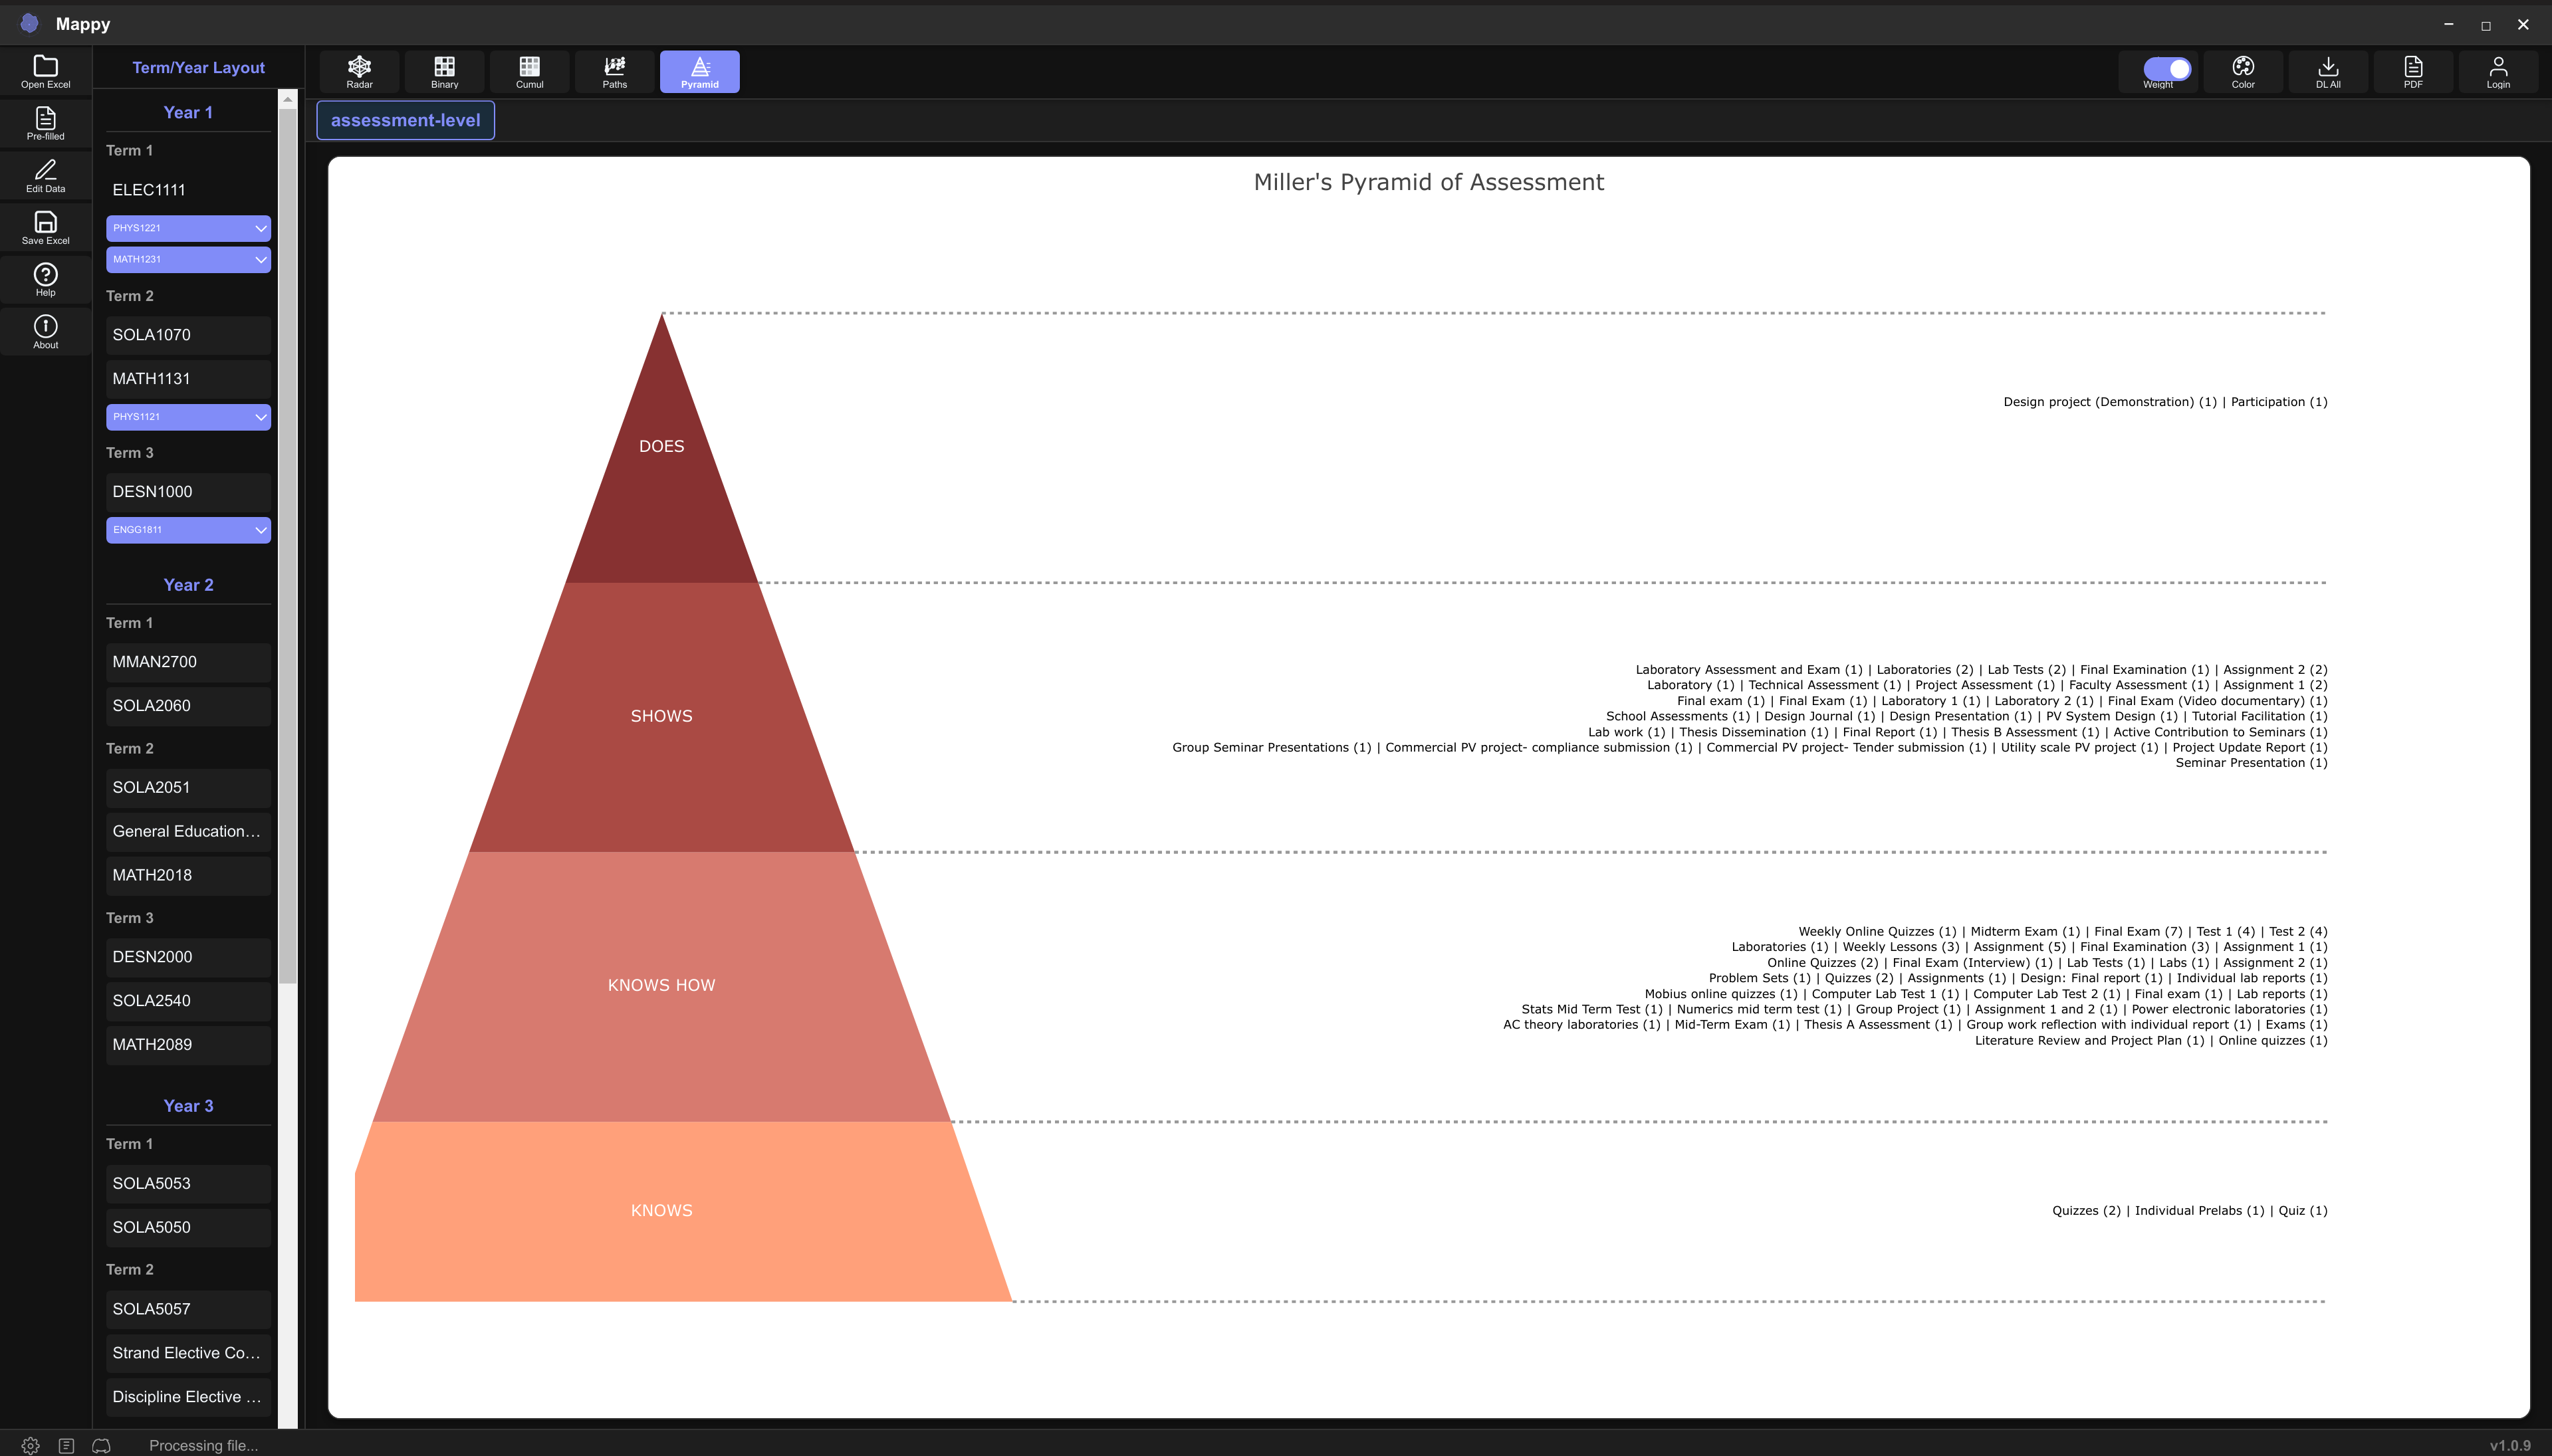 Mappy
Open Excel
Pre-filled
Edit Data
Save Excel
Help
About
Term/Year Layout
Year 1
Term 1
ELEC1111
PHYS1221
MATH1231
Term 2
SOLA1070
MATH1131
PHYS1121
Term 3
DESN1000
ENGG1811
Year 2
Term 1
MMAN2700
SOLA2060
Term 2
SOLA2051
General Education...
MATH2018
Term 3
DESN2000
SOLA2540
MATH2089
Year 3
Term 1
SOLA5053
SOLA5050
Term 2
SOLA5057
Strand Elective Co...
Discipline Elective ...
Radar
Binary
Cumul
Paths
Pyramid
Weight
Color
DL All
PDF
Login
assessment-level
Miller's Pyramid of Assessment
DOES
Design project (Demonstration) (1) | Participation (1)
SHOWS
Laboratory Assessment and Exam (1) | Laboratories (2) | Lab Tests (2) | Final Examination (1) | Assignment 2 (2)
Laboratory (1) | Technical Assessment (1) | Project Assessment (1) | Faculty Assessment (1) | Assignment 1 (2)
Final exam (1) | Final Exam (1) | Laboratory 1 (1) | Laboratory 2 (1) | Final Exam (Video documentary) (1)
School Assessments (1) | Design Journal (1) | Design Presentation (1) | PV System Design (1) | Tutorial Facilitation (1)
Lab work (1) | Thesis Dissemination (1) | Final Report (1) | Thesis B Assessment (1) | Active Contribution to Seminars (1)
Group Seminar Presentations (1) | Commercial PV project- compliance submission (1) | Commercial PV project- Tender submission (1) | Utility scale PV project (1) | Project Update Report (1)
Seminar Presentation (1)
KNOWS HOW
Weekly Online Quizzes (1) | Midterm Exam (1) | Final Exam (7) | Test 1 (4) | Test 2 (4)
Laboratories (1) | Weekly Lessons (3) | Assignment (5) | Final Examination (3) | Assignment 1 (1)
Online Quizzes (2) | Final Exam (Interview) (1) | Lab Tests (1) | Labs (1) | Assignment 2 (1)
Problem Sets (1) | Quizzes (2) | Assignments (1) | Design: Final report (1) | Individual lab reports (1)
Mobius online quizzes (1) | Computer Lab Test 1 (1) | Computer Lab Test 2 (1) | Final exam (1) | Lab reports (1)
Stats Mid Term Test (1) | Numerics mid term test (1) | Group Project (1) | Assignment 1 and 2 (1) | Power electronic laboratories (1)
AC theory laboratories (1) | Mid-Term Exam (1) | Thesis A Assessment (1) | Group work reflection with individual report (1) | Exams (1)
Literature Review and Project Plan (1) | Online quizzes (1)
KNOWS
Quizzes (2) | Individual Prelabs (1) | Quiz (1)
Processing file...
v1.0.9